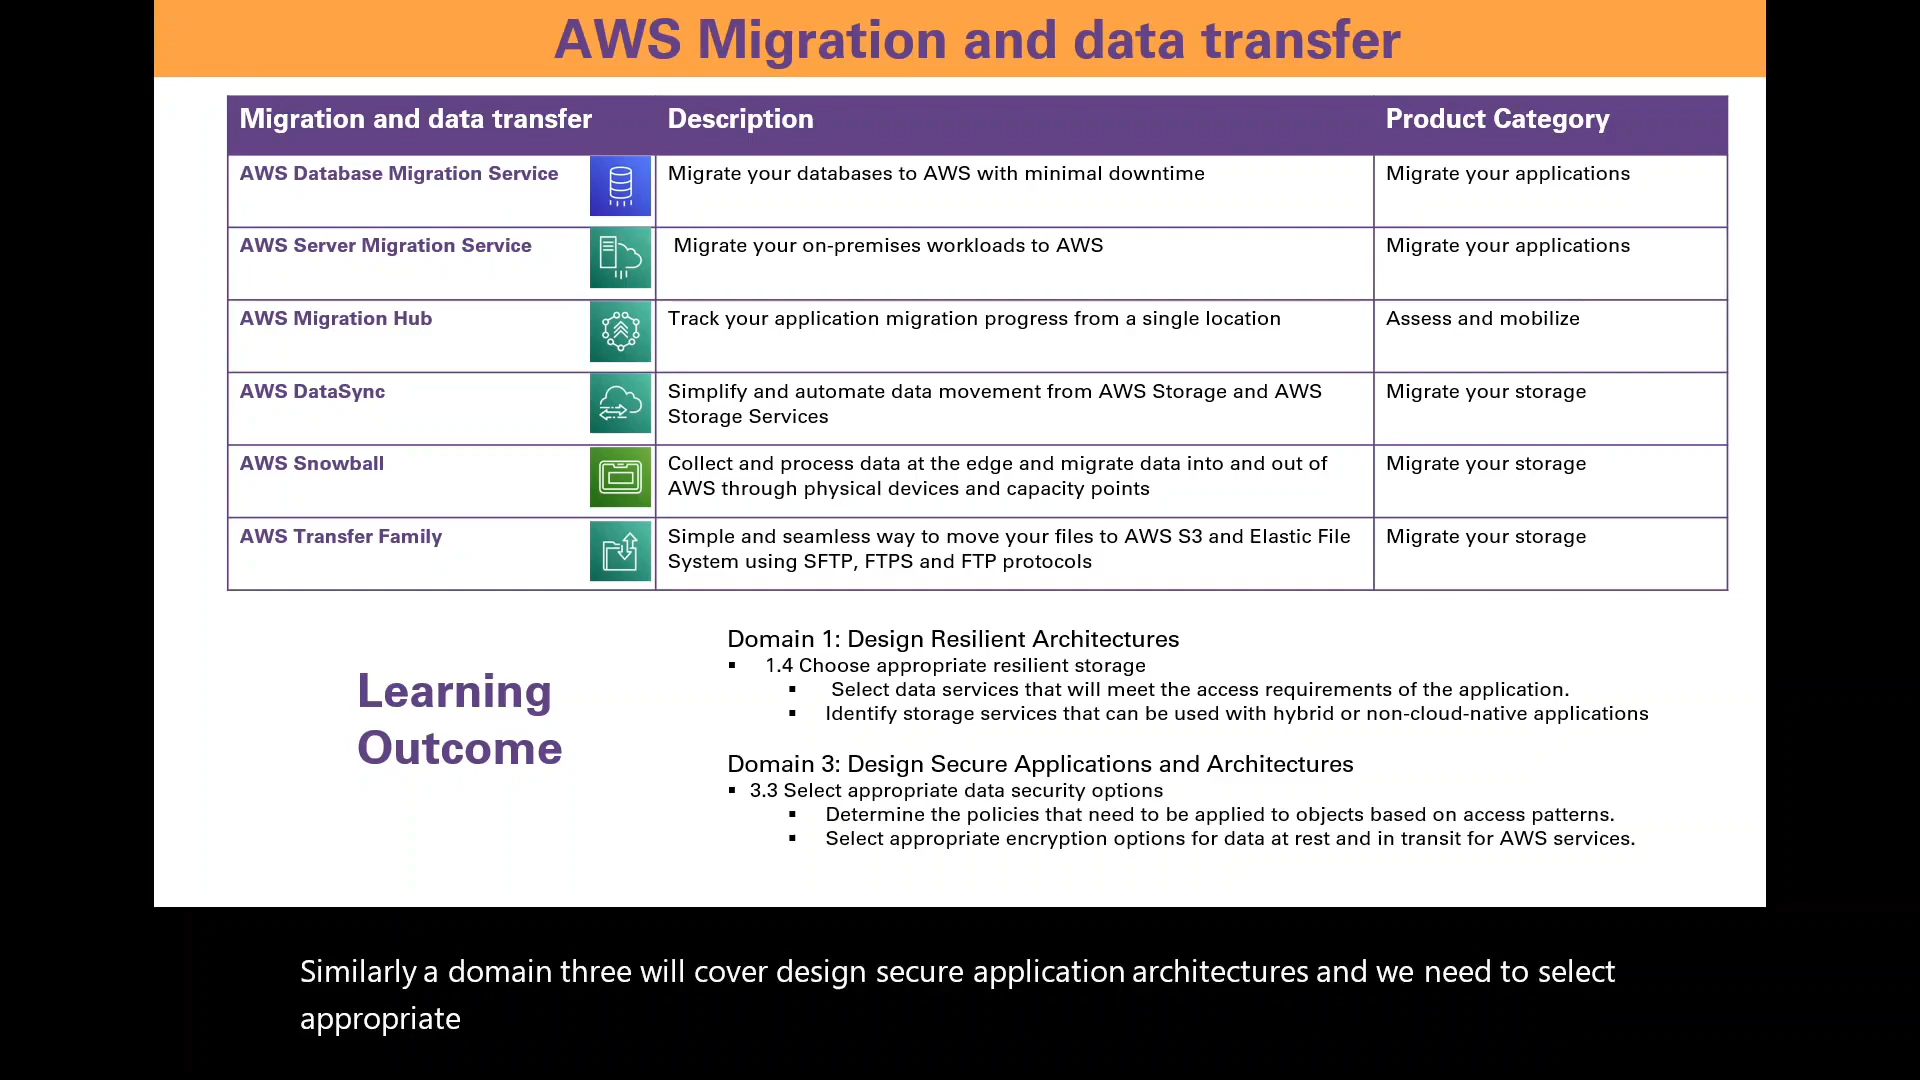 AWS Migration and data transfer
Migration and data transfer Description Product Category
AWS Database Migration Service Migrate your databases to AWS with minimal downtime Migrate your applications
AWS Server Migration Service Migrate your on-premises workloads to AWS Migrate your applications
AWS Migration Hub Track your application migration progress from a single location Assess and mobilize
AWS DataSync Simplify and automate data movement from AWS Storage and AWS Migrate your storage
Storage Services
AWS Snowball Collect and process data at the edge and migrate data into and out of Migrate your storage
AWS through physical devices and capacity points
AWS Transfer Family Simple and seamless way to move your files to AWS S3 and Elastic File Migrate your storage
System using SFTP, FTPS and FTP protocols
Learning
Outcome
Domain 1: Design Resilient Architectures
▪ 1.4 Choose appropriate resilient storage
▪ Select data services that will meet the access requirements of the application.
▪ Identify storage services that can be used with hybrid or non-cloud-native applications
Domain 3: Design Secure Applications and Architectures
▪ 3.3 Select appropriate data security options
▪ Determine the policies that need to be applied to objects based on access patterns.
▪ Select appropriate encryption options for data at rest and in transit for AWS services.
Similarly a domain three will cover design secure application architectures and we need to select
appropriate